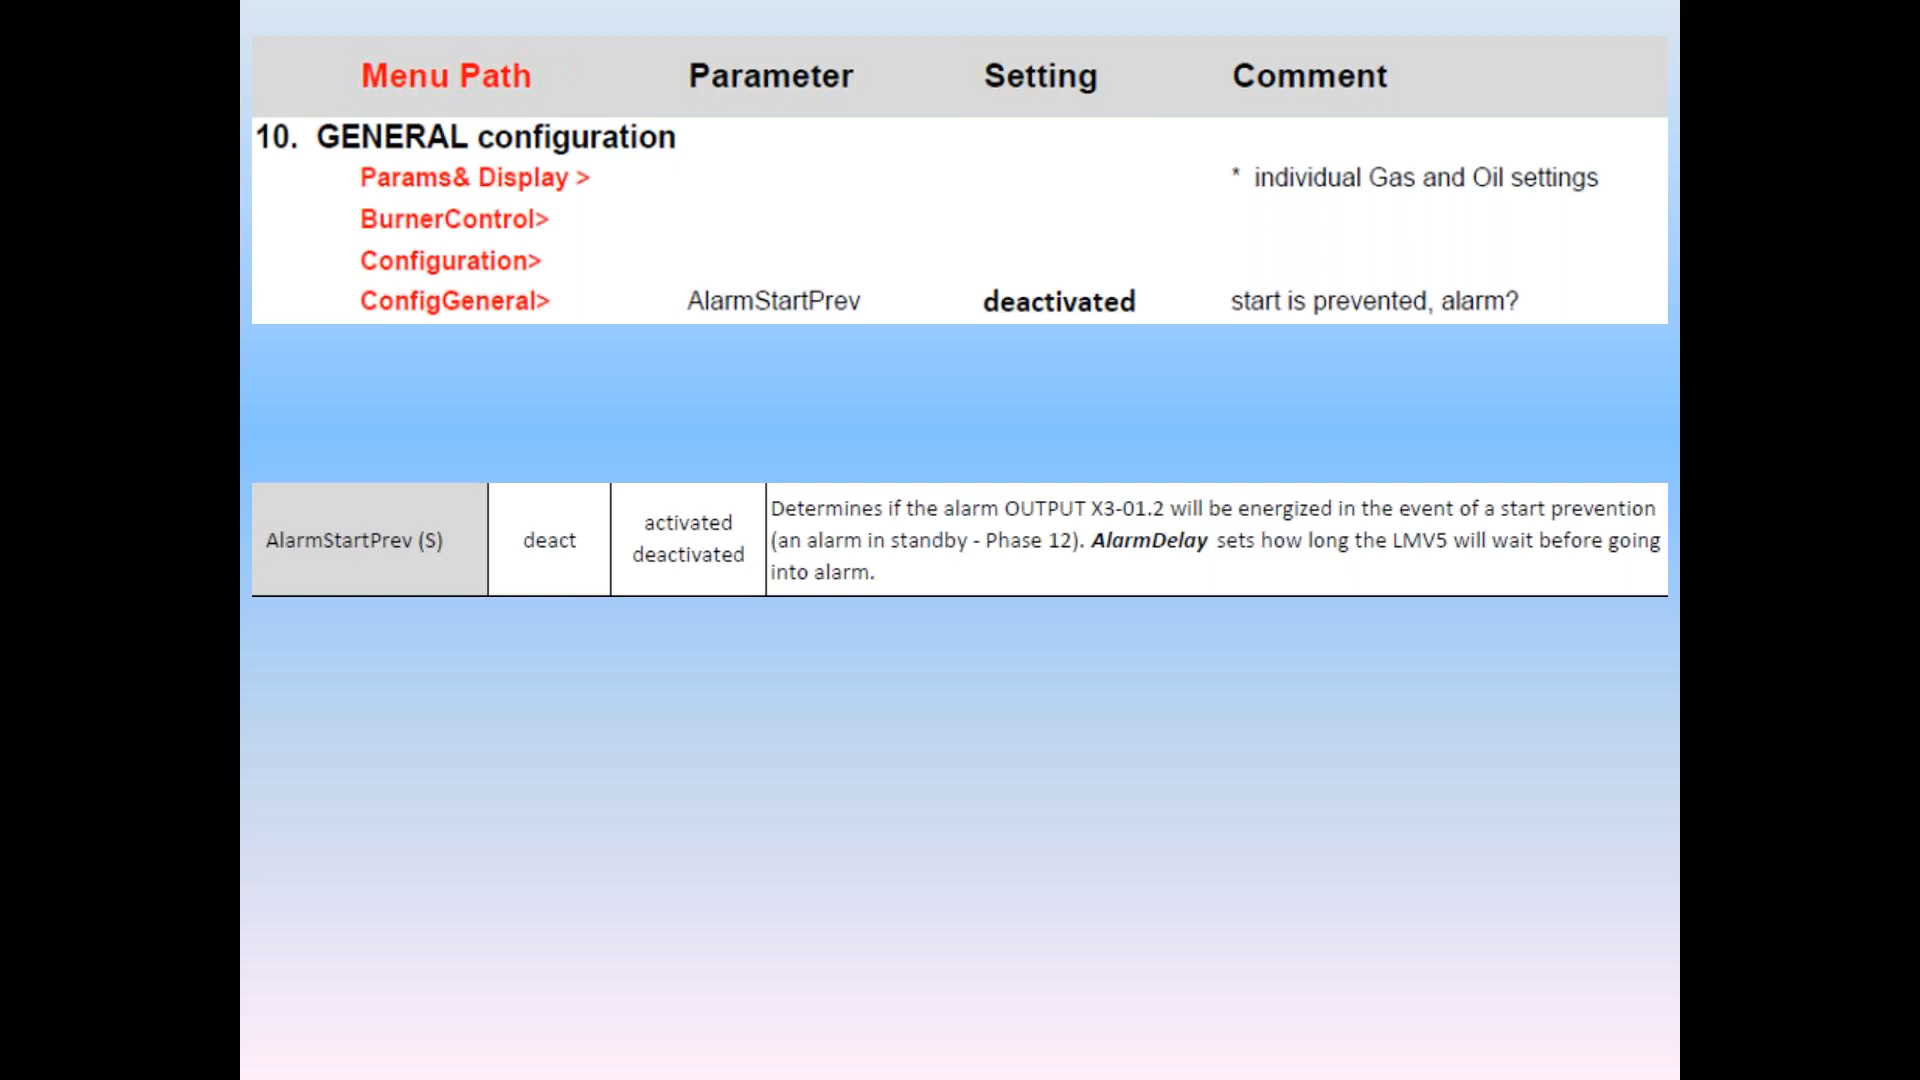 Menu Path Parameter Setting Comment
10. GENERAL configuration
Params& Display > * individual Gas and Oil settings
BurnerControl>
Configuration>
ConfigGeneral> AlarmStartPrev deactivated start is prevented, alarm?
AlarmStartPrev (S) deact activated
deactivated
Determines if the alarm OUTPUT X3-01.2 will be energized in the event of a start prevention
(an alarm in standby - Phase 12). AlarmDelay sets how long the LMV5 will wait before going
into alarm.